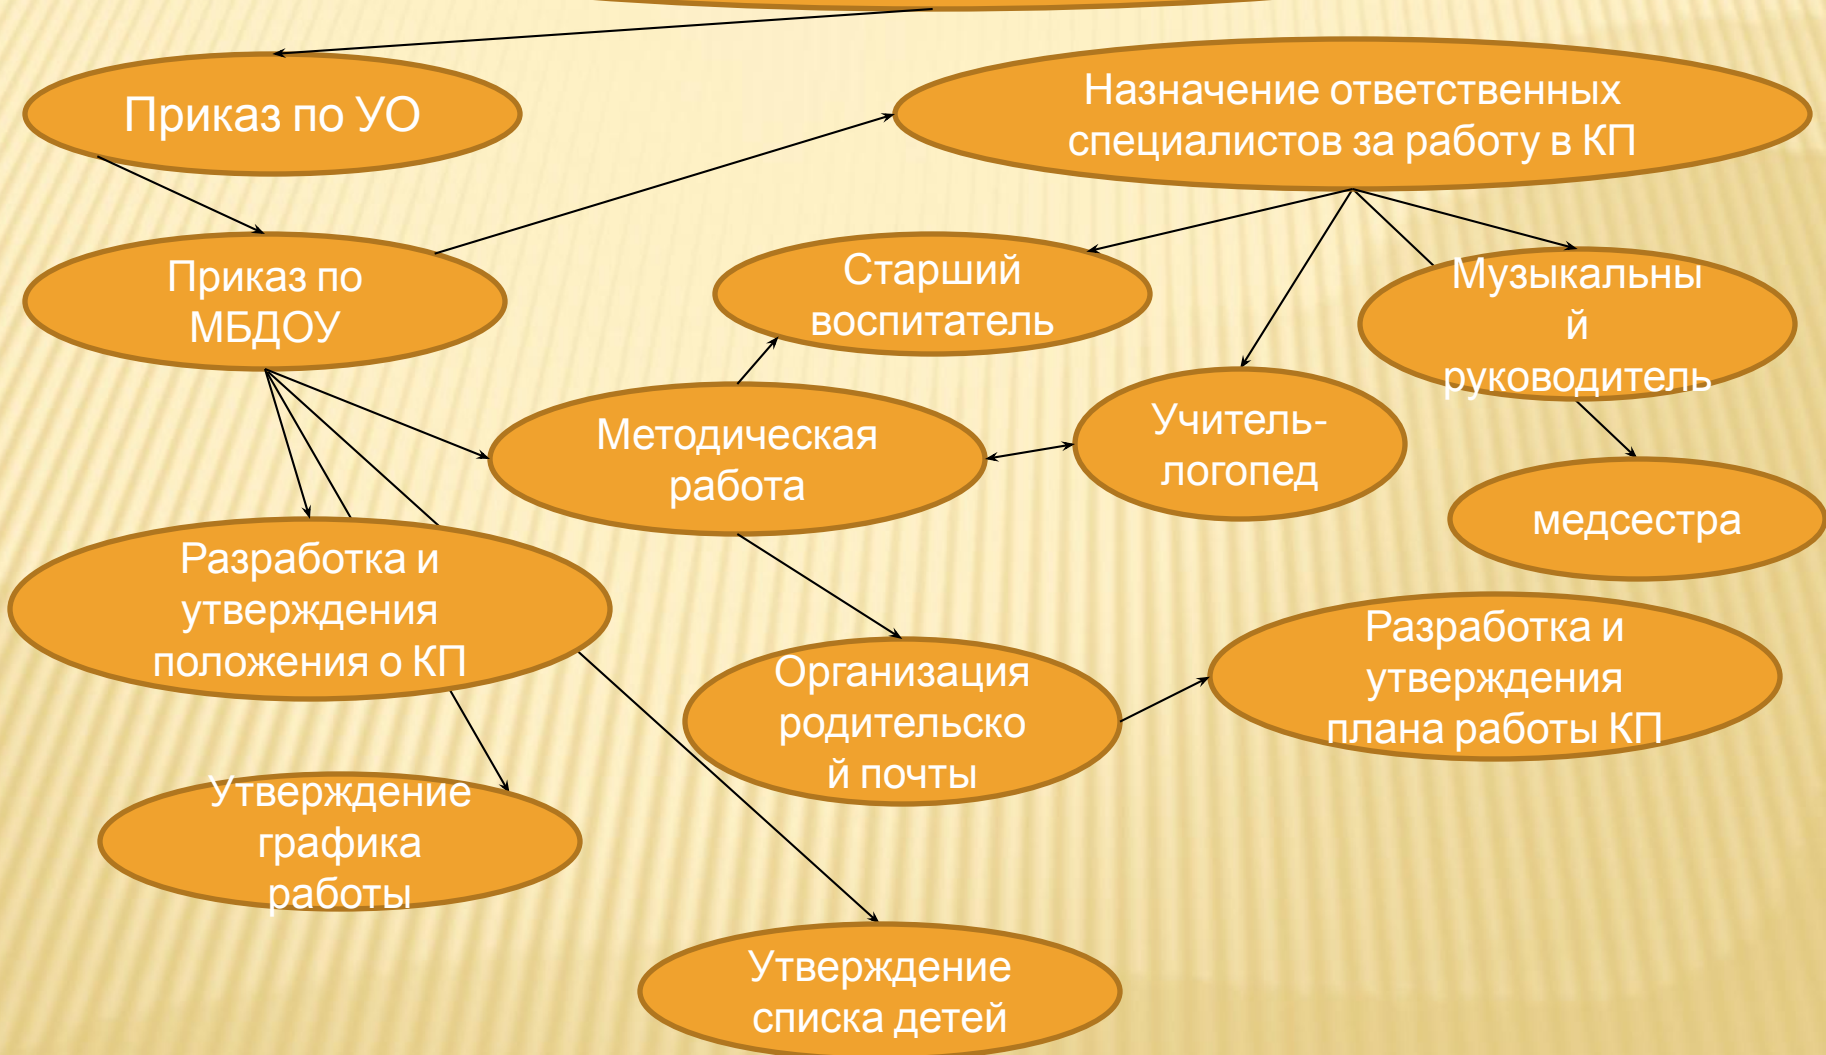 Приказ по УО
Назначение ответственных
специалистов за работу в КП
Приказ по
МБДОУ
Старший
воспитатель
Музыкальны
й
руководитель
Методическая
работа
Учитель-
логопед
медсестра
Разработка и
утверждения
положения о КП
Организация
родительско
й почты
Разработка и
утверждения
плана работы КП
Утверждение
графика
работы
Утверждение
списка детей